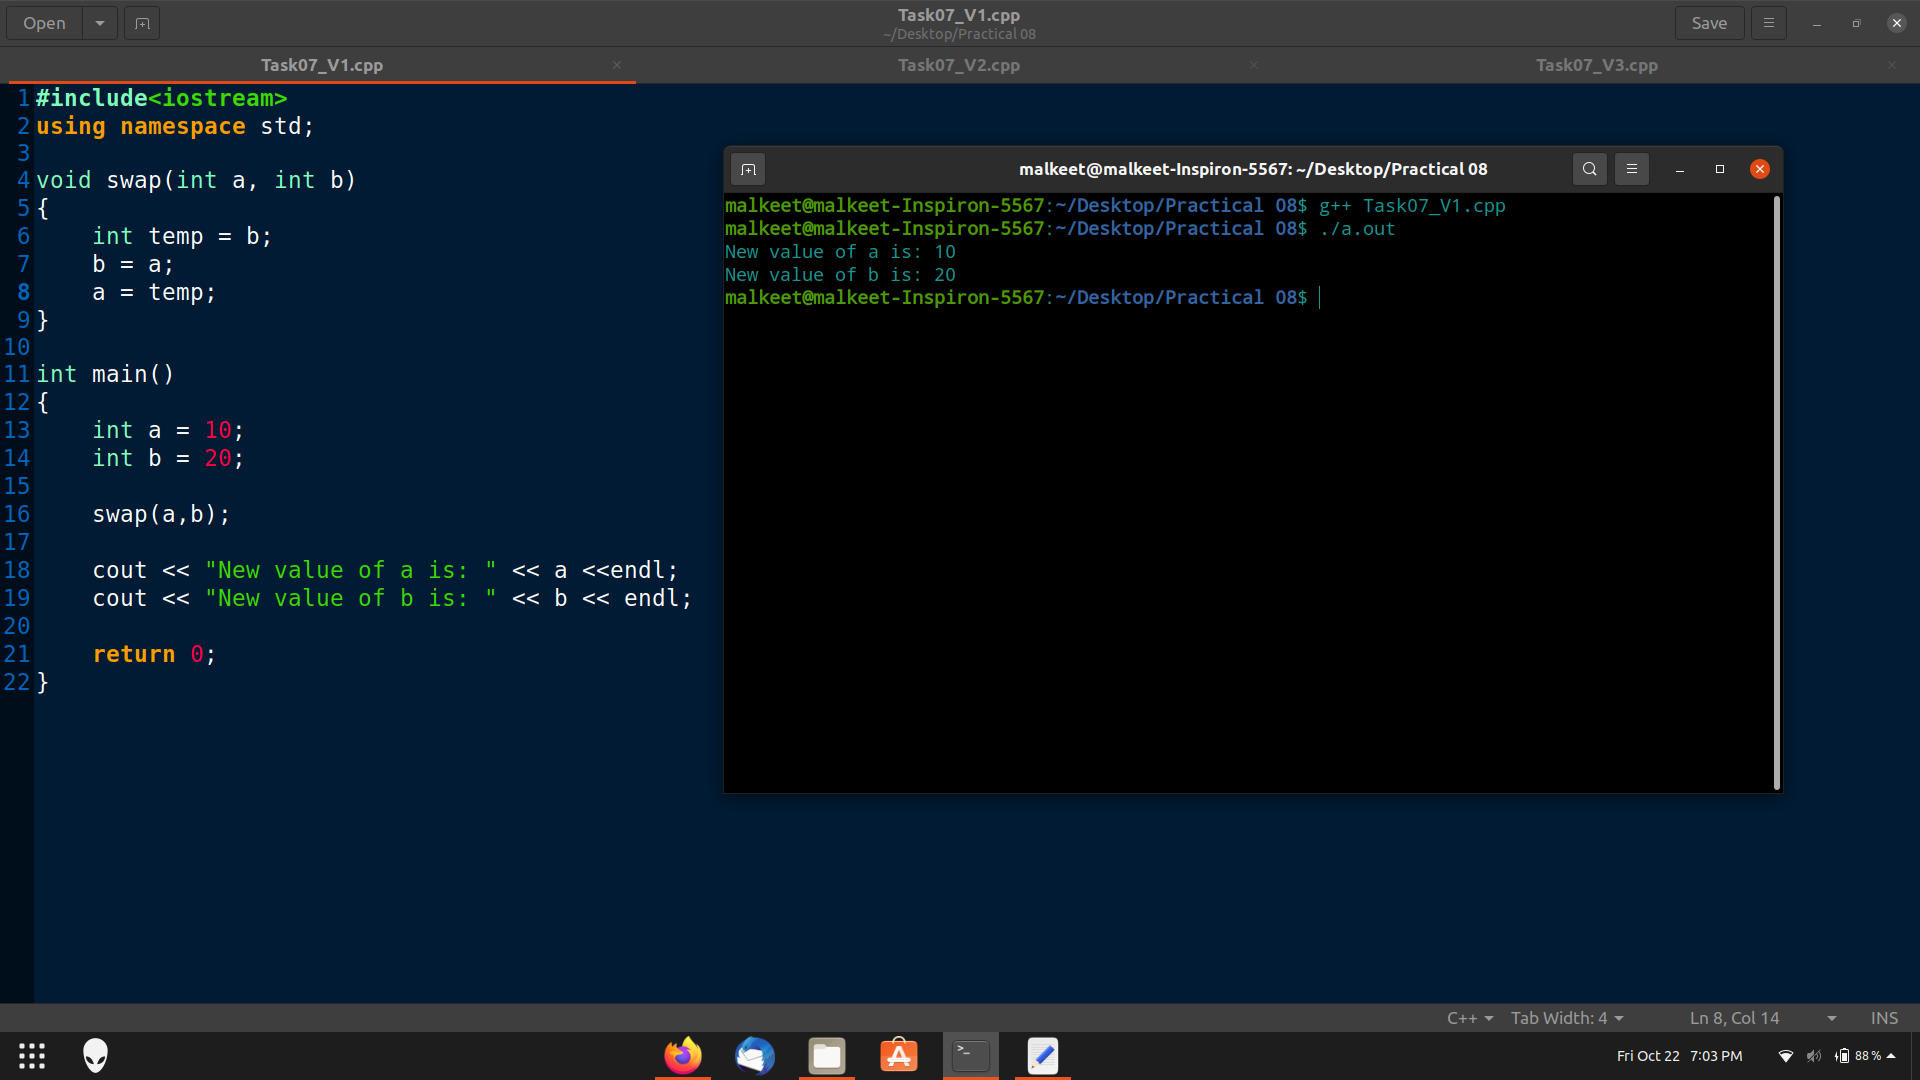 Open
Task07_V1.cpp
~/Desktop/Practical 08
Save
Task07_V1.cpp
Task07_V2.cpp
Task07_V3.cpp
1 #include<iostream>
2 using namespace std;
3
4 void swap(int a, int b)
5 {
6     int temp = b;
7     b = a;
8     a = temp;
9 }
10
11 int main()
12 {
13     int a = 10;
14     int b = 20;
15
16     swap(a,b);
17
18     cout << "New value of a is: " << a <<endl;
19     cout << "New value of b is: " << b << endl;
20
21     return 0;
22 }
malkeet@malkeet-Inspiron-5567: ~/Desktop/Practical 08
malkeet@malkeet-Inspiron-5567:~/Desktop/Practical 08$ g++ Task07_V1.cpp
malkeet@malkeet-Inspiron-5567:~/Desktop/Practical 08$ ./a.out
New value of a is: 10
New value of b is: 20
malkeet@malkeet-Inspiron-5567:~/Desktop/Practical 08$
C++ Tab Width: 4 Ln 8, Col 14 INS
Fri Oct 22 7:03 PM 88%